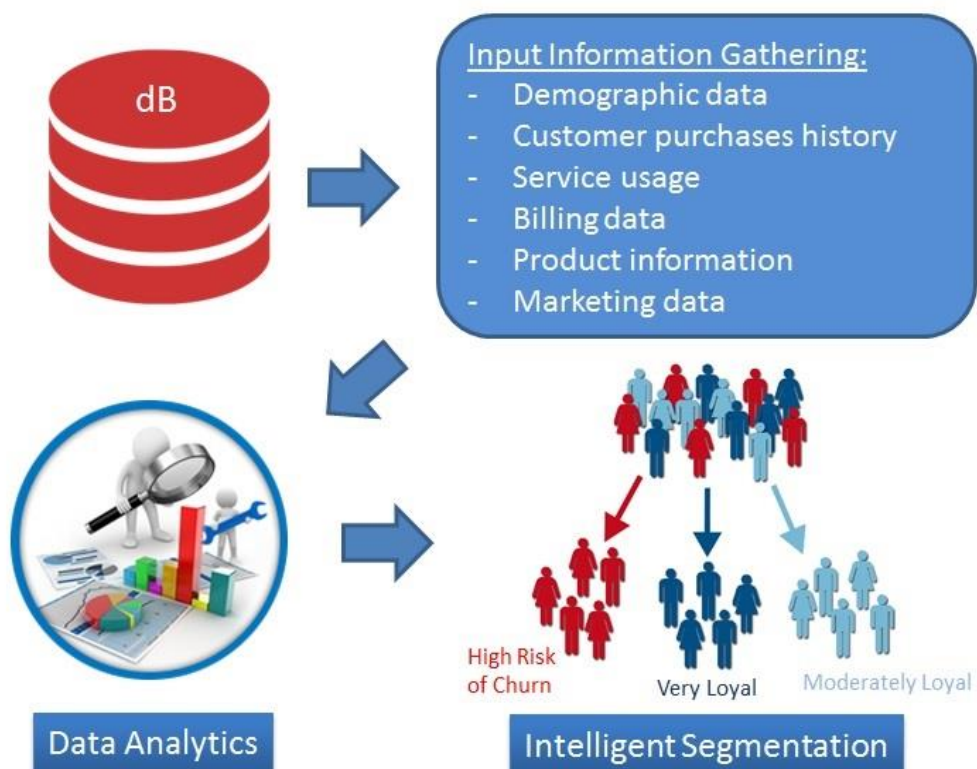 dB
Input Information Gathering:
- Demographic data
- Customer purchases history
- Service usage
- Billing data
- Product information
- Marketing data
High Risk
of Churn
Very Loyal
Moderately Loyal
Data Analytics
Intelligent Segmentation